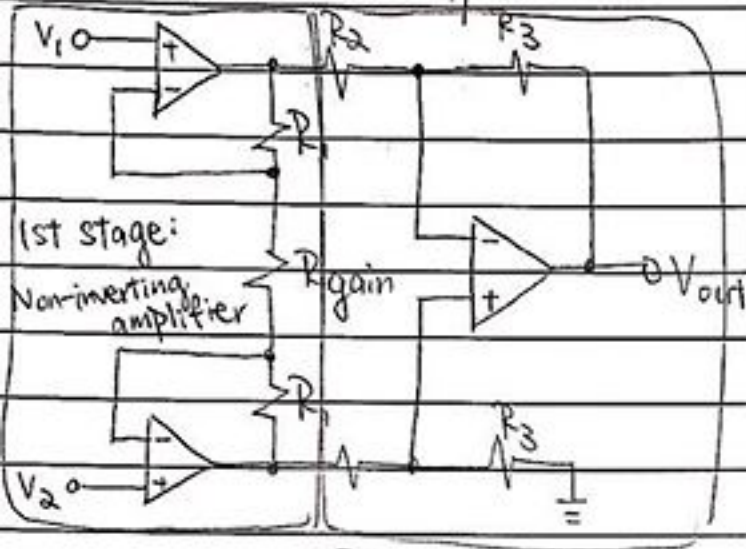 V1
+
-
R2
R3
R1
1st stage:
Non-inverting
amplifier
Rgain
-
+
Vout
R1
R3
-
+
V2